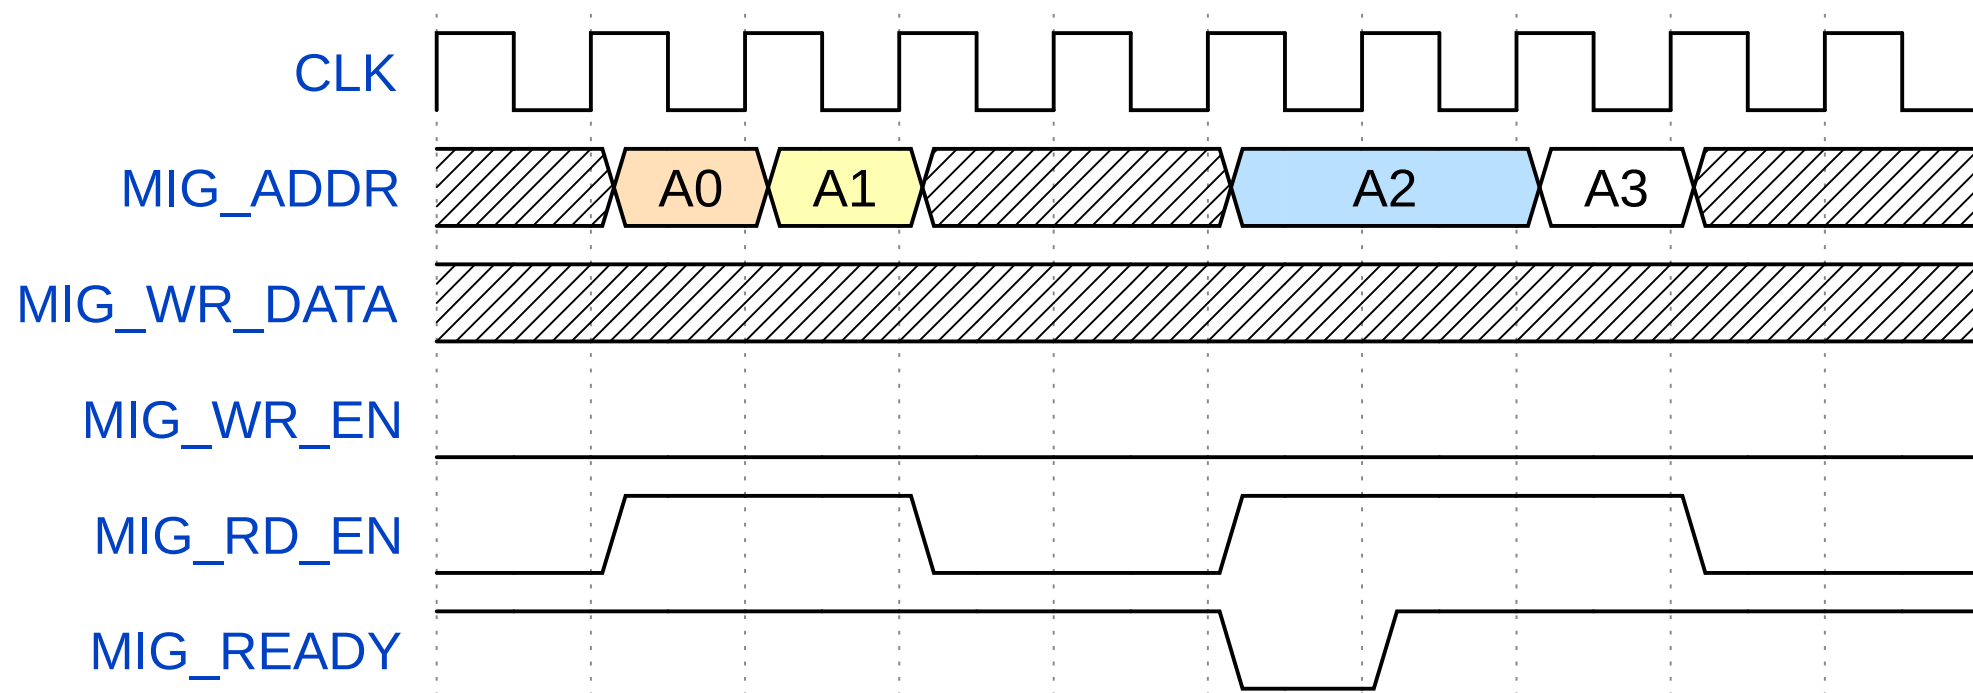 CLK
MIG_ADDR A0 A1 A2 A3
MIG_WR_DATA
MIG_WR_EN
MIG_RD_EN
MIG_READY